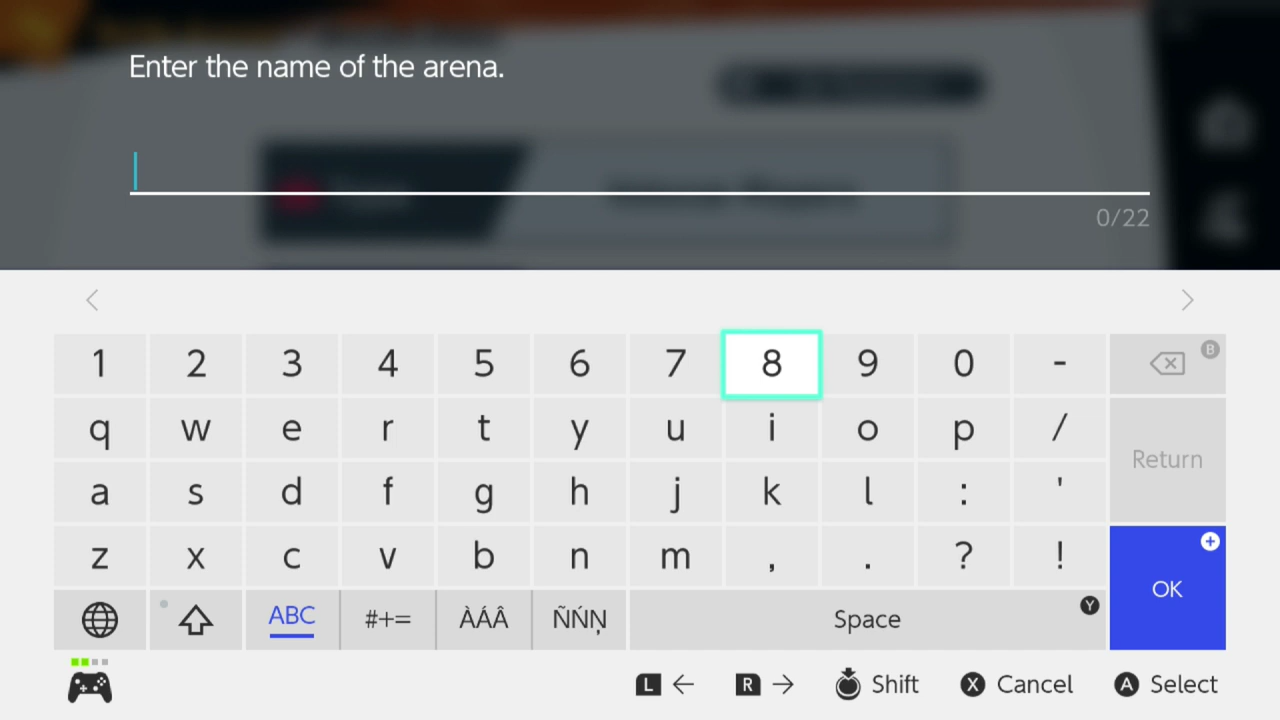 Enter the name of the arena.
0/22
1 2 3 4 5 6 7 8 9 0 - B
q w e r t y u i o p / Return
a s d f g h j k l : '
z x c v b n m , . ? ! + OK
ABC #+= ÀÁÂ ÑŃŅ Space Y
L ← R → Shift X Cancel A Select